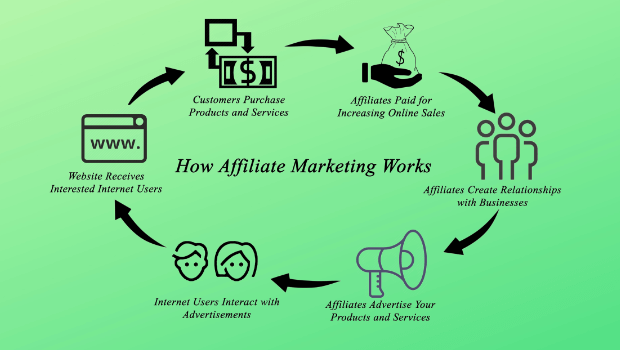 Customers Purchase
Products and Services
Affiliates Paid for
Increasing Online Sales
www.
Website Receives
Interested Internet Users
How Affiliate Marketing Works
Affiliates Create Relationships
with Businesses
Internet Users Interact with
Advertisements
Affiliates Advertise Your
Products and Services
$
$